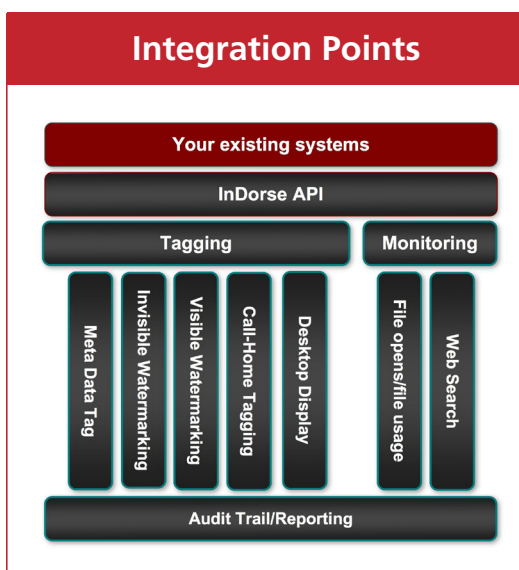 Integration Points
Your existing systems
InDorse API
Tagging
Monitoring
Meta Data Tag
Invisible Watermarking
Visible Watermarking
Call-Home Tagging
Desktop Display
File opens/file usage
Web Search
Audit Trail/Reporting